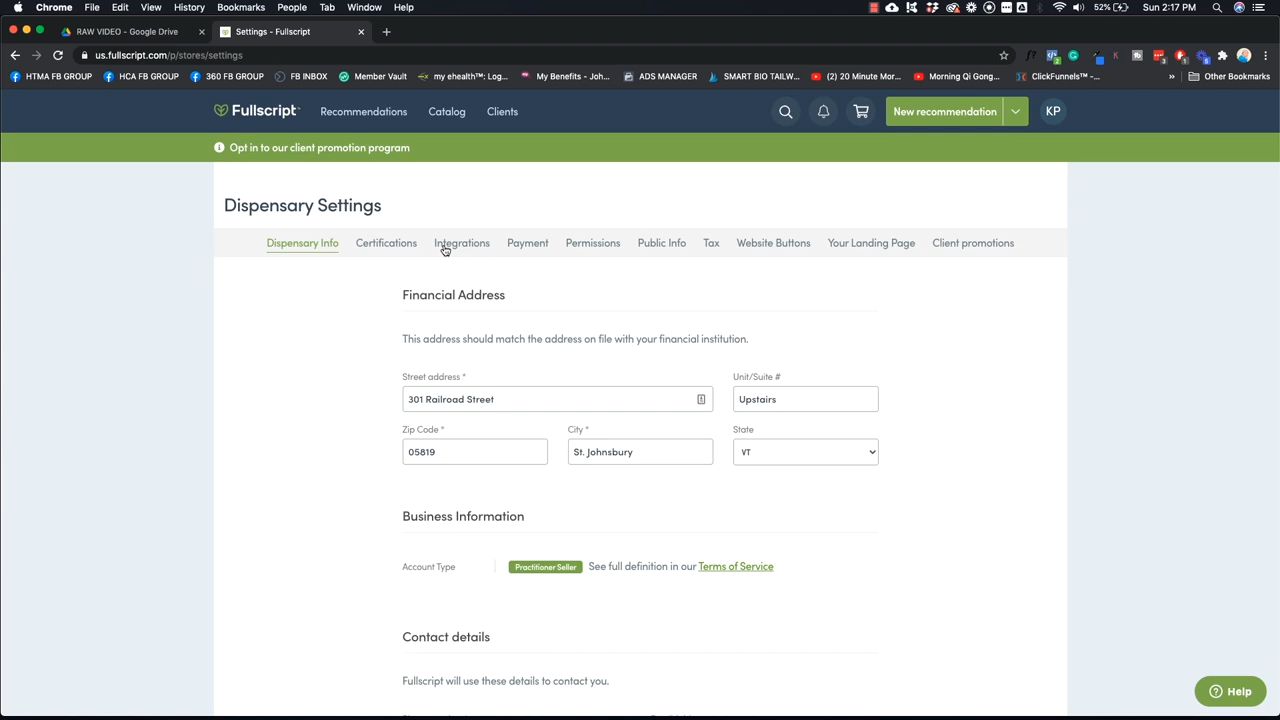 Chrome File Edit View History Bookmarks People Tab Window Help 52% Sun 2:17 PM
RAW VIDEO - Google Drive Settings - Fullscript
us.fullscript.com/p/stores/settings
HTMA FB GROUP HCA FB GROUP 360 FB GROUP FB INBOX Member Vault my ehealth™: Log... My Benefits - Joh... ADS MANAGER SMART BIO TAILW... (2) 20 Minute Mor... Morning Qi Gong... ClickFunnels™ -... » Other Bookmarks
Fullscript Recommendations Catalog Clients New recommendation KP
Opt in to our client promotion program
Dispensary Settings
Dispensary Info Certifications Integrations Payment Permissions Public Info Tax Website Buttons Your Landing Page Client promotions
Financial Address
This address should match the address on file with your financial institution.
Street address * Unit/Suite #
301 Railroad Street Upstairs
Zip Code * City * State
05819 St. Johnsbury VT
Business Information
Account Type Practitioner Seller See full definition in our Terms of Service
Contact details
Fullscript will use these details to contact you.
Help